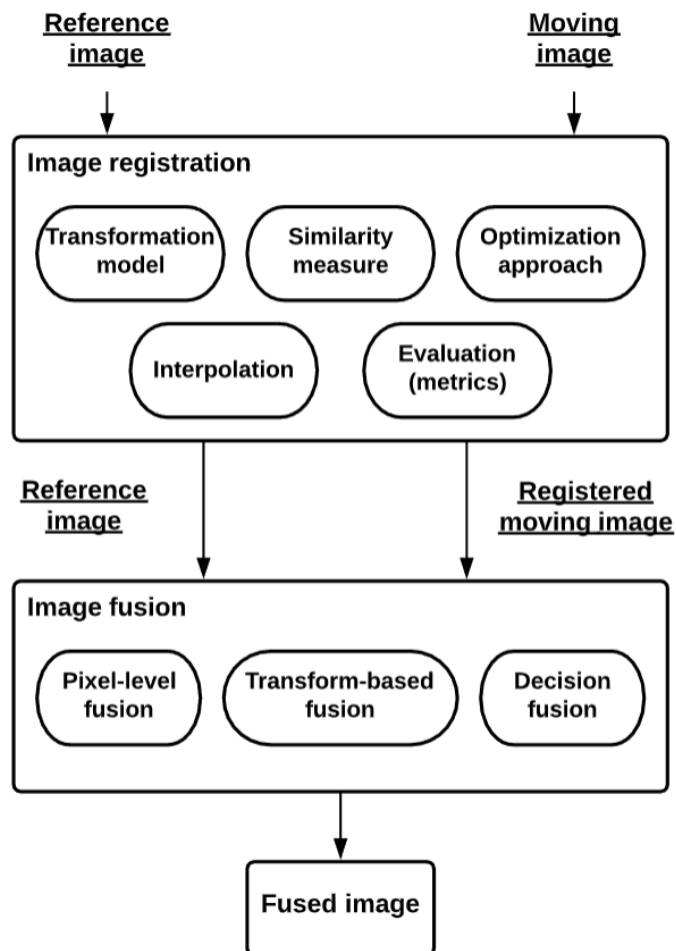 Reference
image
Moving
image
Image registration
Transformation
model
Similarity
measure
Optimization
approach
Interpolation
Evaluation
(metrics)
Reference
image
Registered
moving image
Image fusion
Pixel-level
fusion
Transform-based
fusion
Decision
fusion
Fused image